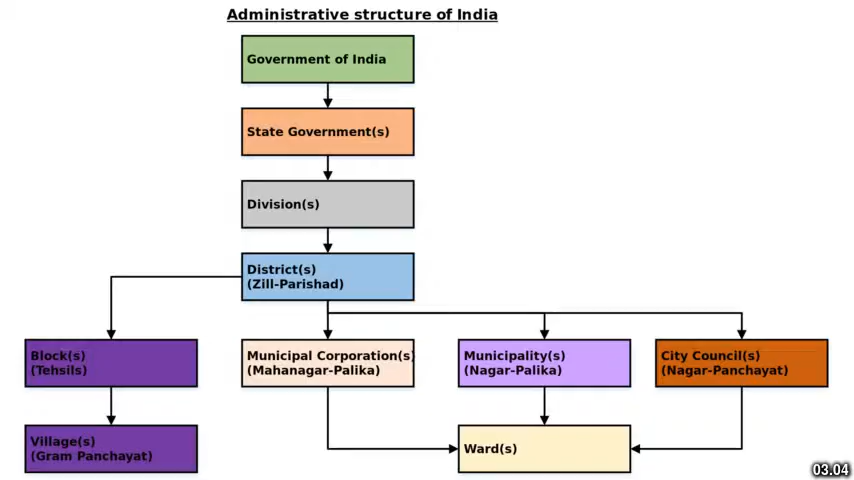 Administrative structure of India
Government of India
State Government(s)
Division(s)
District(s)
(Zill-Parishad)
Block(s)
(Tehsils)
Municipal Corporation(s)
(Mahanagar-Palika)
Municipality(s)
(Nagar-Palika)
City Council(s)
(Nagar-Panchayat)
Village(s)
(Gram Panchayat)
Ward(s)
03.04